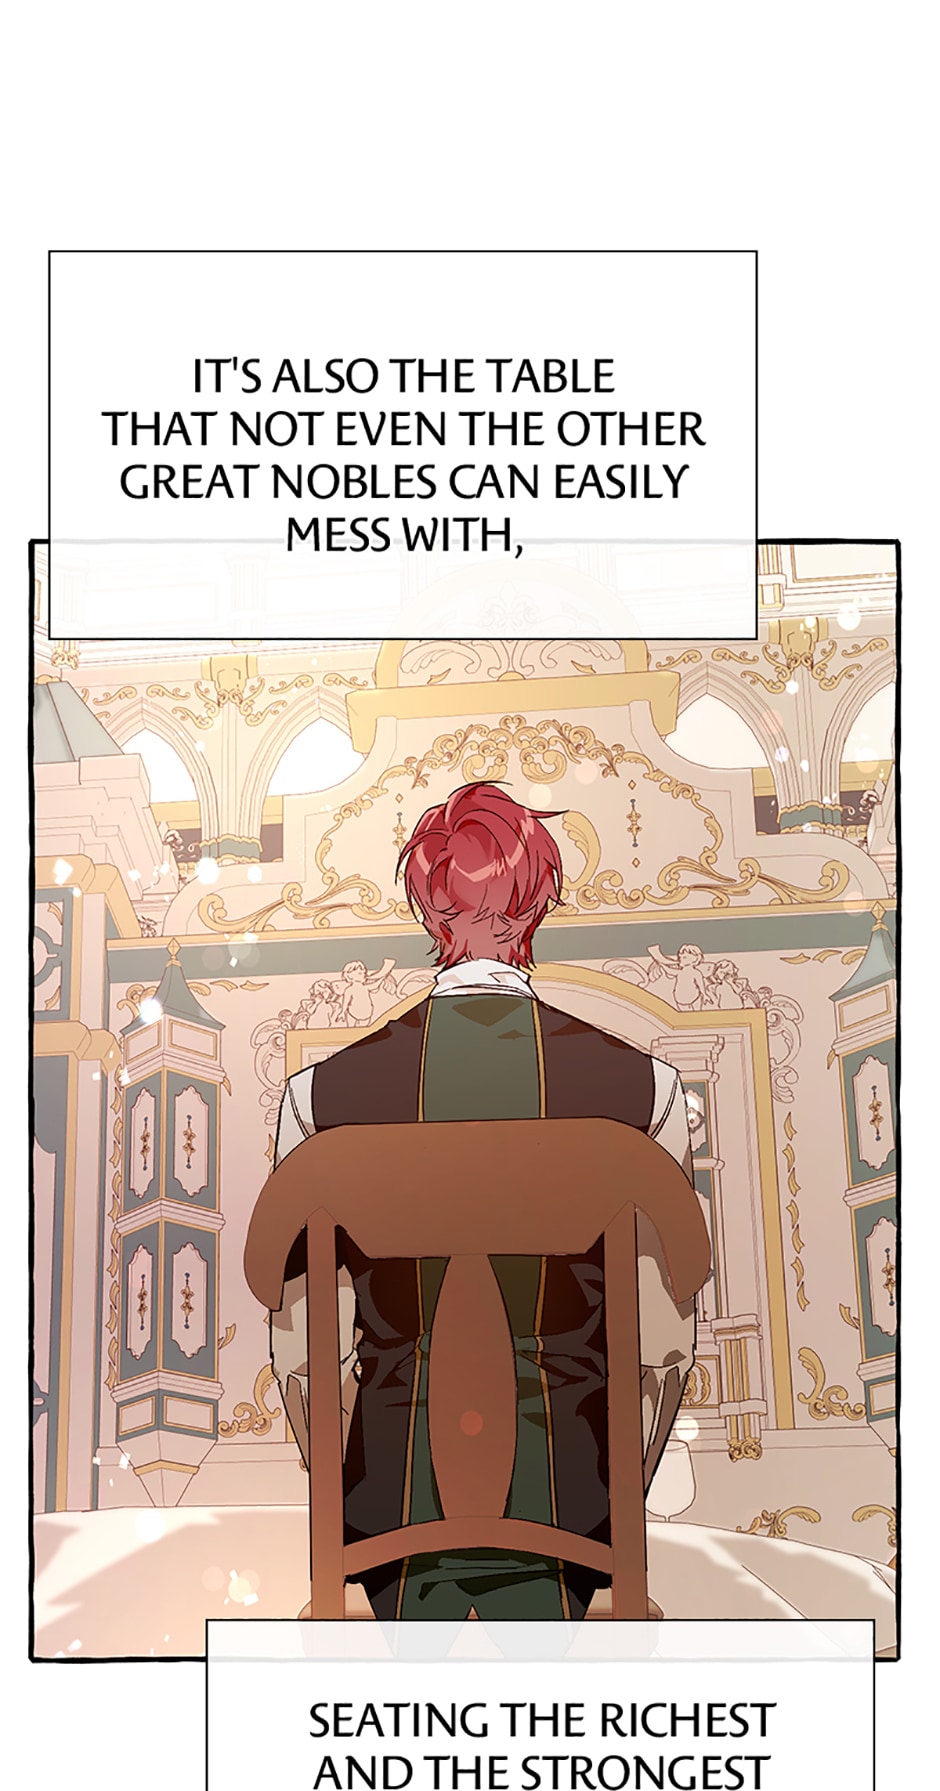 IT'S ALSO THE TABLE
THAT NOT EVEN THE OTHER
GREAT NOBLES CAN EASILY
MESS WITH,
SEATING THE RICHEST
AND THE STRONGEST